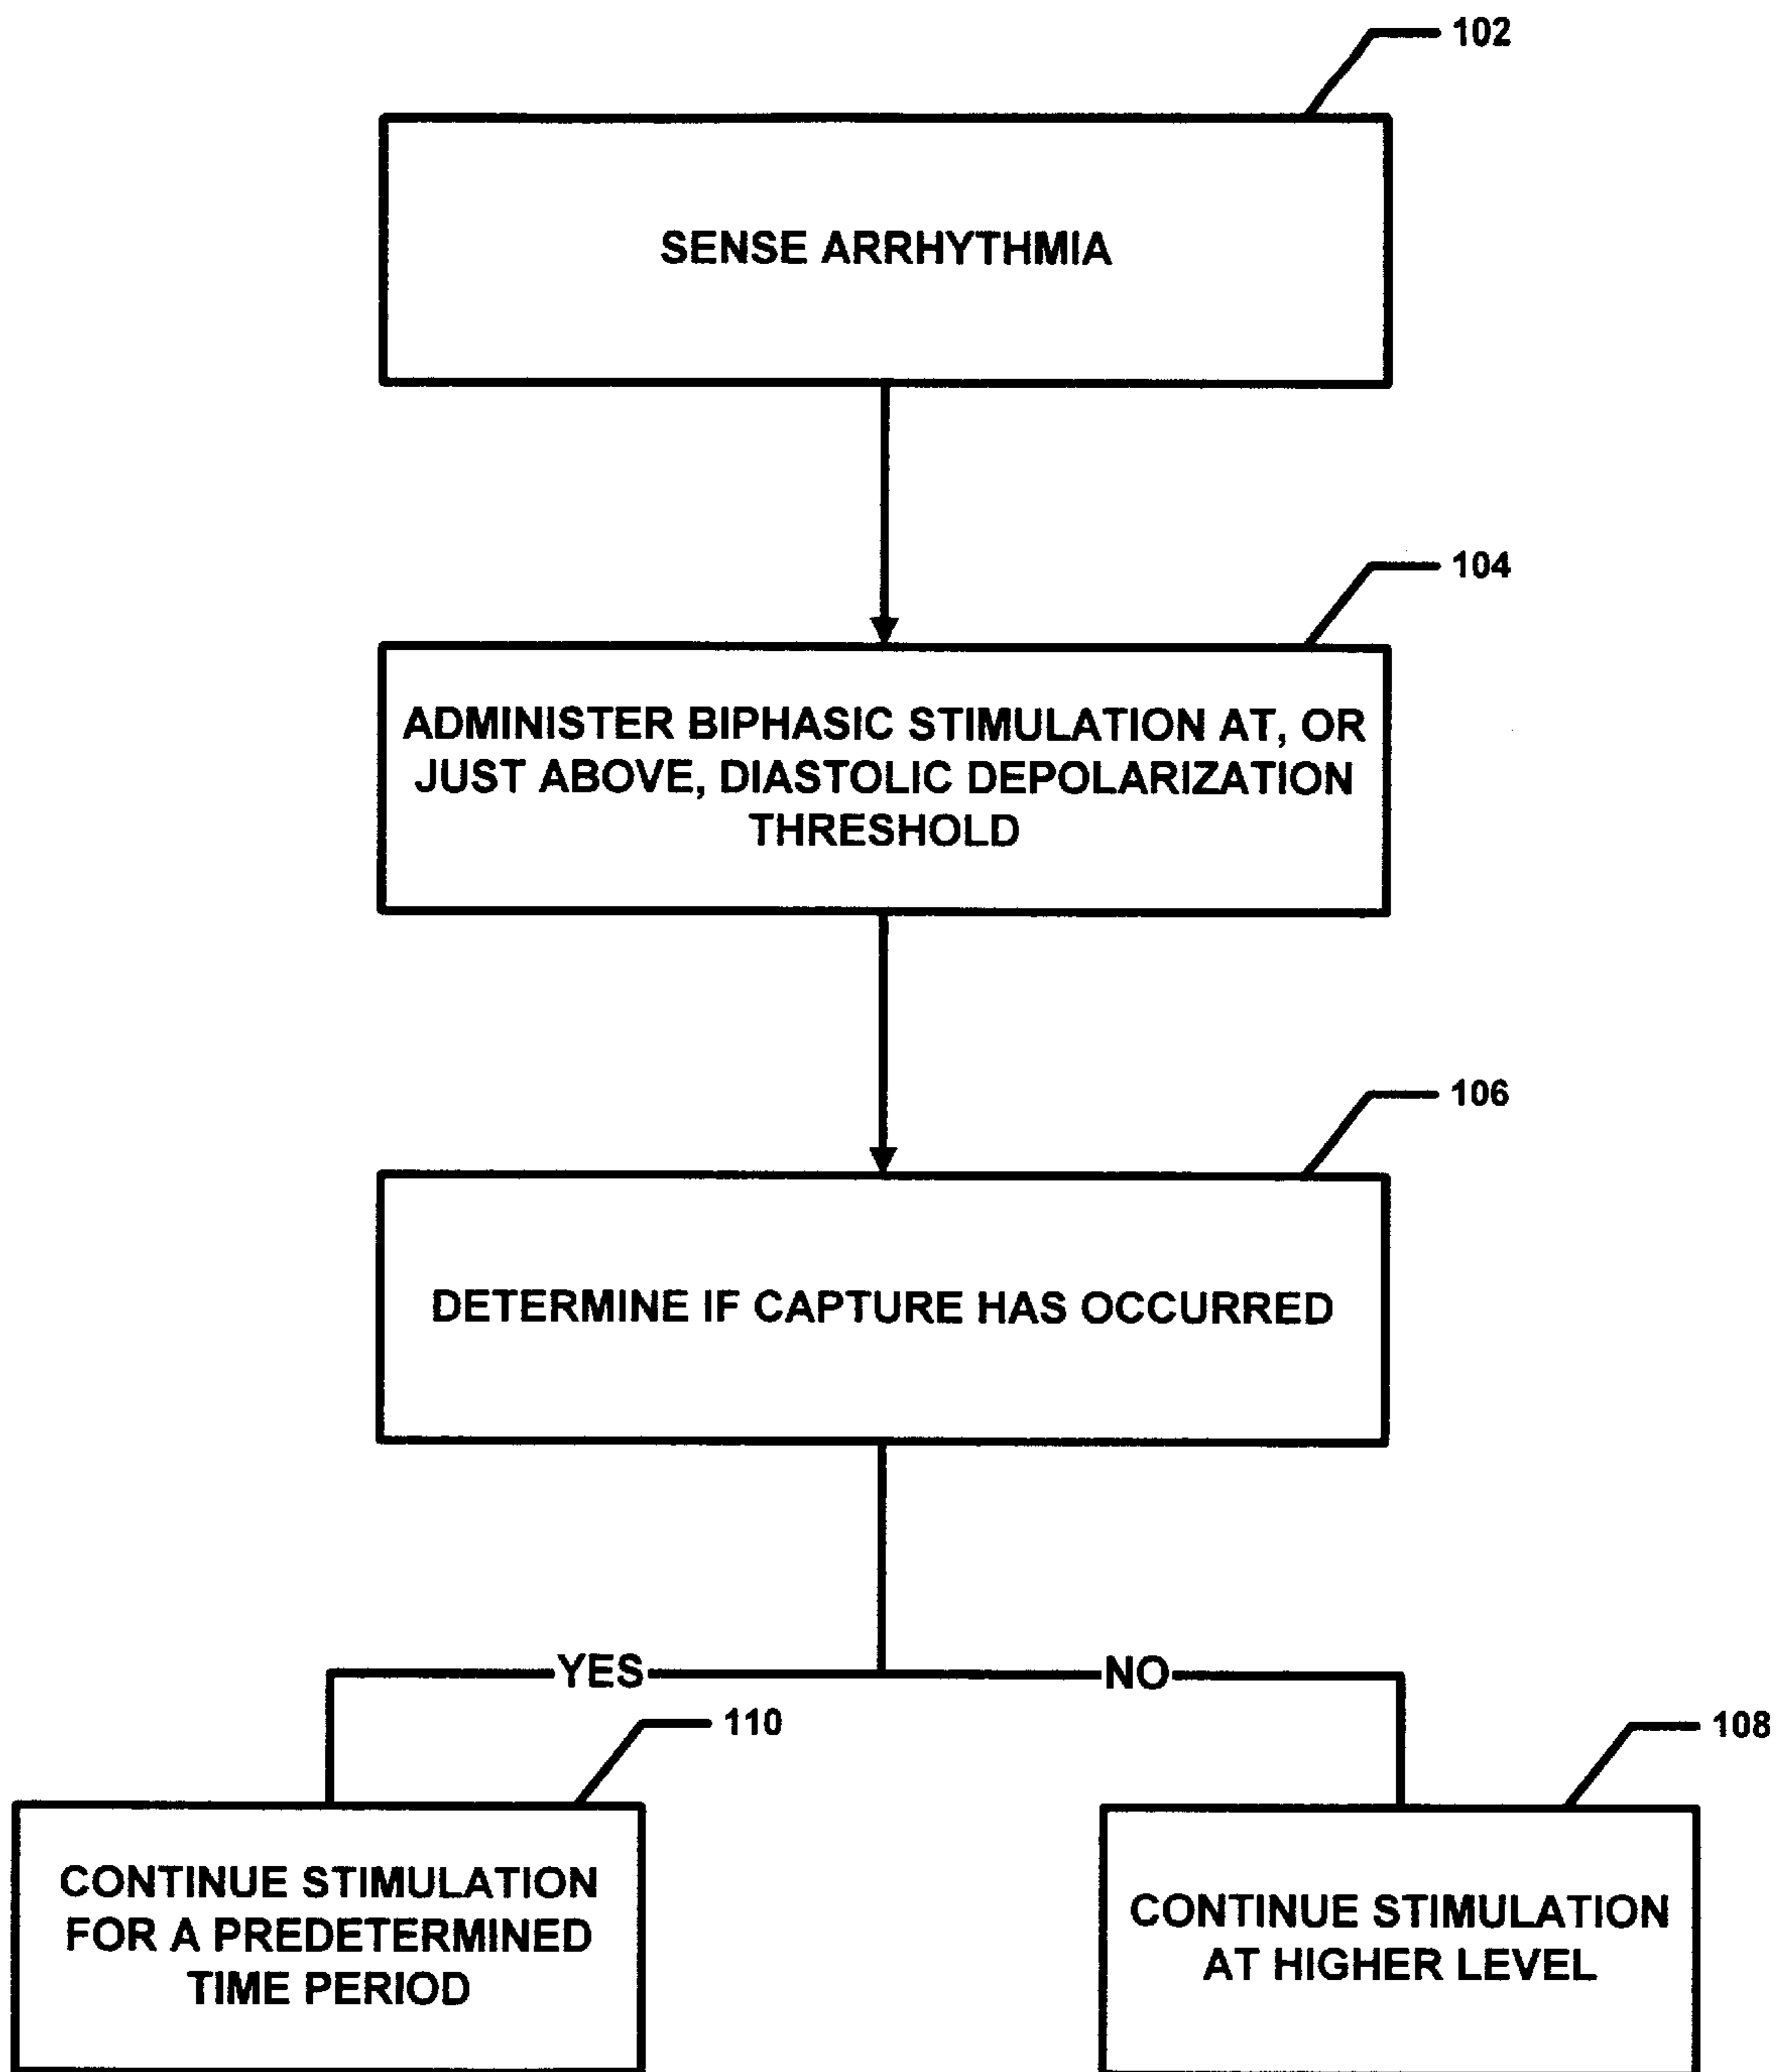 102
SENSE ARRHYTHMIA
104
ADMINISTER BIPHASIC STIMULATION AT, OR
JUST ABOVE, DIASTOLIC DEPOLARIZATION
THRESHOLD
106
DETERMINE IF CAPTURE HAS OCCURRED
YES
NO
110
108
CONTINUE STIMULATION
FOR A PREDETERMINED
TIME PERIOD
CONTINUE STIMULATION
AT HIGHER LEVEL